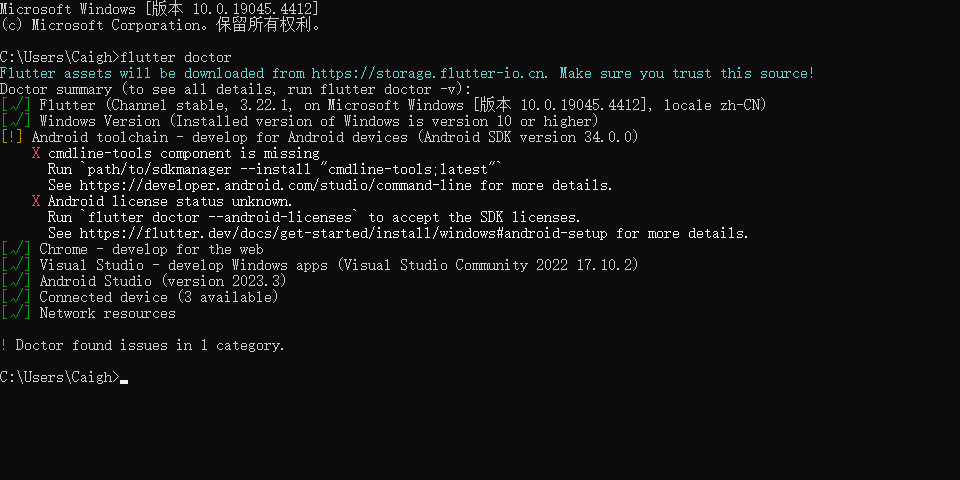 Microsoft Windows [版本 10.0.19045.4412]
(c) Microsoft Corporation。保留所有权利。
C:\Users\Caigh>flutter doctor
Flutter assets will be downloaded from https://storage.flutter-io.cn. Make sure you trust this source!
Doctor summary (to see all details, run flutter doctor -v):
[√] Flutter (Channel stable, 3.22.1, on Microsoft Windows [版本 10.0.19045.4412], locale zh-CN)
[√] Windows Version (Installed version of Windows is version 10 or higher)
[!] Android toolchain - develop for Android devices (Android SDK version 34.0.0)
    X cmdline-tools component is missing
      Run `path/to/sdkmanager --install "cmdline-tools;latest"`
      See https://developer.android.com/studio/command-line for more details.
    X Android license status unknown.
      Run `flutter doctor --android-licenses` to accept the SDK licenses.
      See https://flutter.dev/docs/get-started/install/windows#android-setup for more details.
[√] Chrome - develop for the web
[√] Visual Studio - develop Windows apps (Visual Studio Community 2022 17.10.2)
[√] Android Studio (version 2023.3)
[√] Connected device (3 available)
[√] Network resources
! Doctor found issues in 1 category.
C:\Users\Caigh>